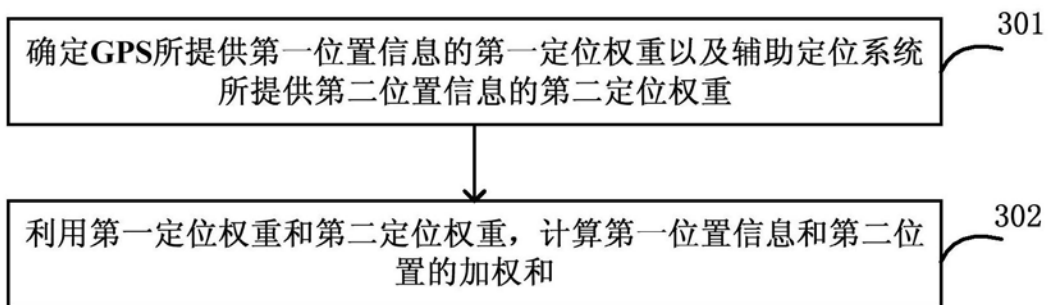 确定GPS所提供第一位置信息的第一定位权重以及辅助定位系统
所提供第二位置信息的第二定位权重
301
利用第一定位权重和第二定位权重，计算第一位置信息和第二位
置的加权和
302